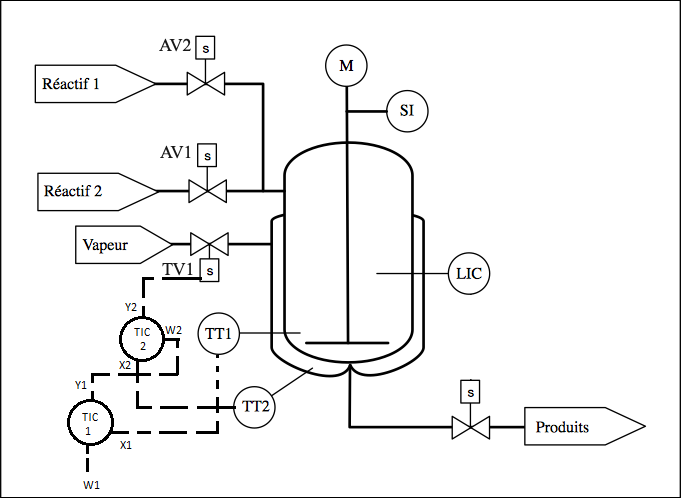 AV2
s
M
Réactif 1
SI
AV1
s
Réactif 2
Vapeur
TV1
s
LIC
Y2
TIC
2
W2
TT1
X2
Y1
s
TT2
TIC
1
Produits
X1
W1